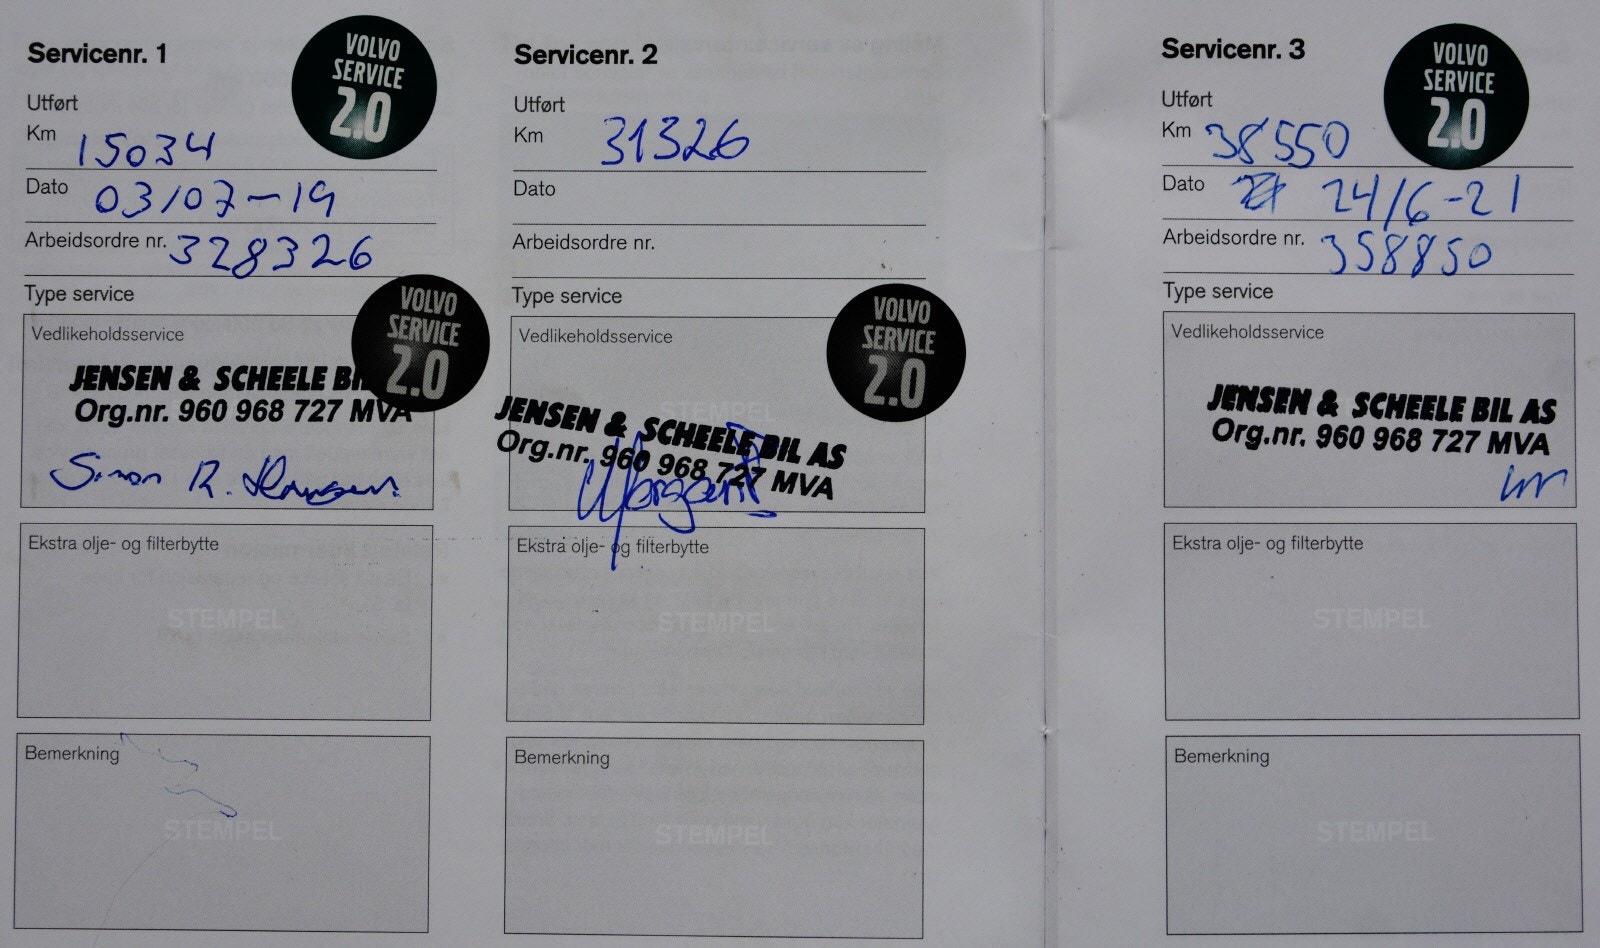 Servicenr. 1
VOLVO
SERVICE
2.0
Utført
Km 15034
Dato 03/07-19
Arbeidsordre nr. 328326
Type service
VOLVO
SERVICE
2.0
Vedlikeholdsservice
JENSEN & SCHEELE BI
Org.nr. 960 968 727 MVA
Simon R.
Ekstra olje- og filterbytte
STEMPEL
Bemerkning
STEMPEL
Servicenr. 2
Utført
Km 31326
Dato
Arbeidsordre nr.
Type service
VOLVO
SERVICE
2.0
Vedlikeholdsservice
STEMPEL
JENSEN & SCHEELE BIL AS
Org.nr. 960 968 727 MVA
Ekstra olje- og filterbytte
STEMPEL
Bemerkning
STEMPEL
Servicenr. 3
VOLVO
SERVICE
2.0
Utført
Km 38550
Dato 24/6-21
Arbeidsordre nr. 358850
Type service
Vedlikeholdsservice
JENSEN & SCHEELE BIL AS
Org.nr. 960 968 727 MVA
Ekstra olje- og filterbytte
STEMPEL
Bemerkning
STEMPEL